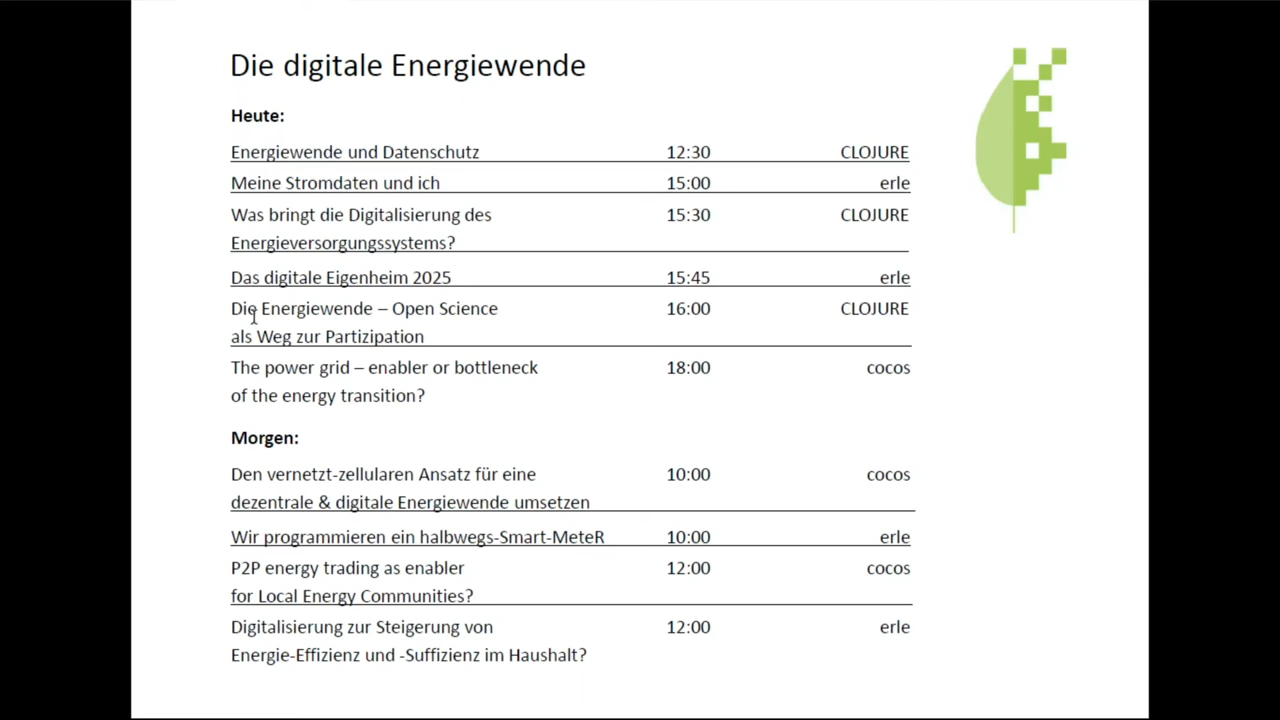 Die digitale Energiewende
Heute:
Energiewende und Datenschutz 12:30 CLOJURE
Meine Stromdaten und ich 15:00 erle
Was bringt die Digitalisierung des 15:30 CLOJURE
Energieversorgungssystems?
Das digitale Eigenheim 2025 15:45 erle
Die Energiewende – Open Science 16:00 CLOJURE
als Weg zur Partizipation
The power grid – enabler or bottleneck 18:00 cocos
of the energy transition?
Morgen:
Den vernetzt-zellularen Ansatz für eine 10:00 cocos
dezentrale & digitale Energiewende umsetzen
Wir programmieren ein halbwegs-Smart-MeteR 10:00 erle
P2P energy trading as enabler 12:00 cocos
for Local Energy Communities?
Digitalisierung zur Steigerung von 12:00 erle
Energie-Effizienz und -Suffizienz im Haushalt?